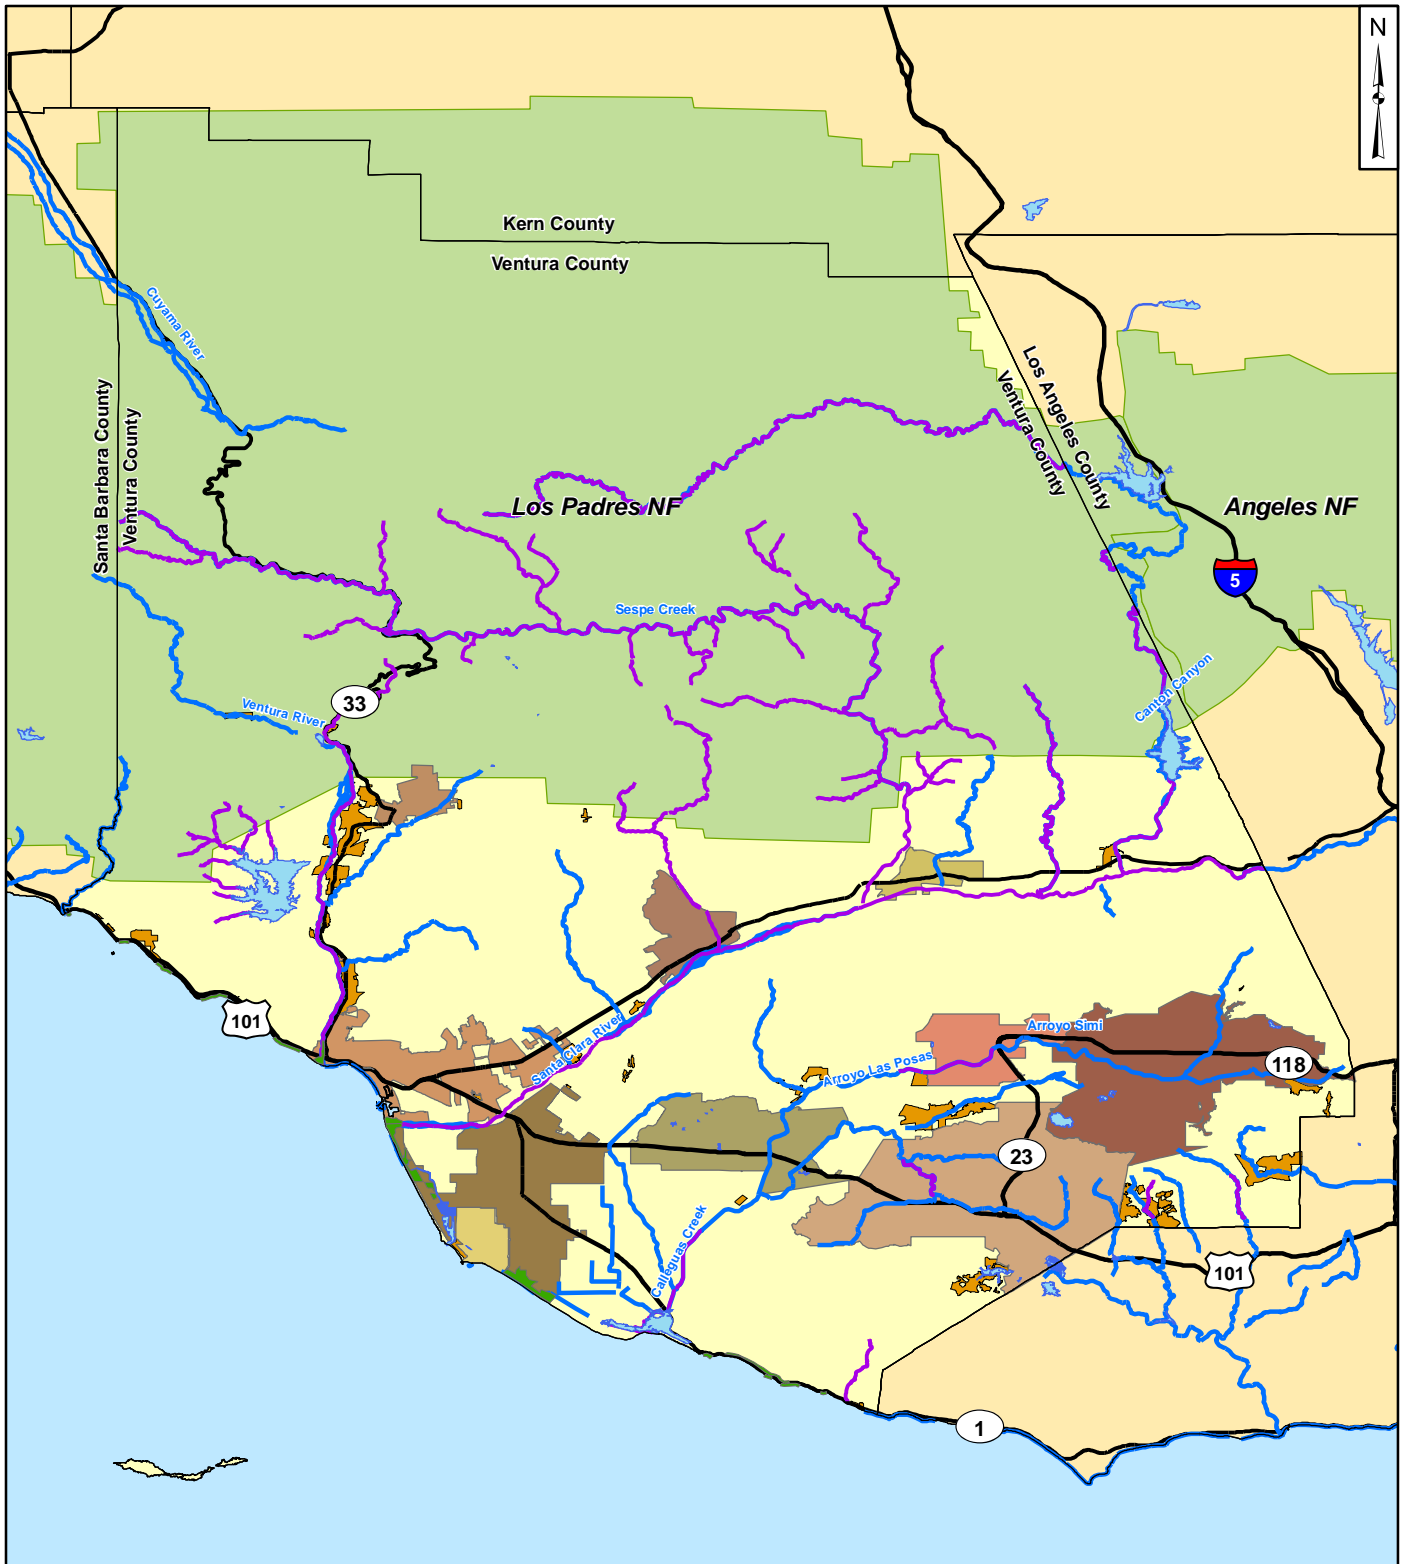 N
Kern County
Ventura County
Cuyama River
Santa Barbara County
Ventura County
Los Angeles County
Ventura County
Los Padres NF
Angeles NF
5
Sespe Creek
Canton Canyon
33
Ventura River
101
Santa Clara River
Arroyo Simi
Arroyo Las Posas
118
23
Calleguas Creek
101
1